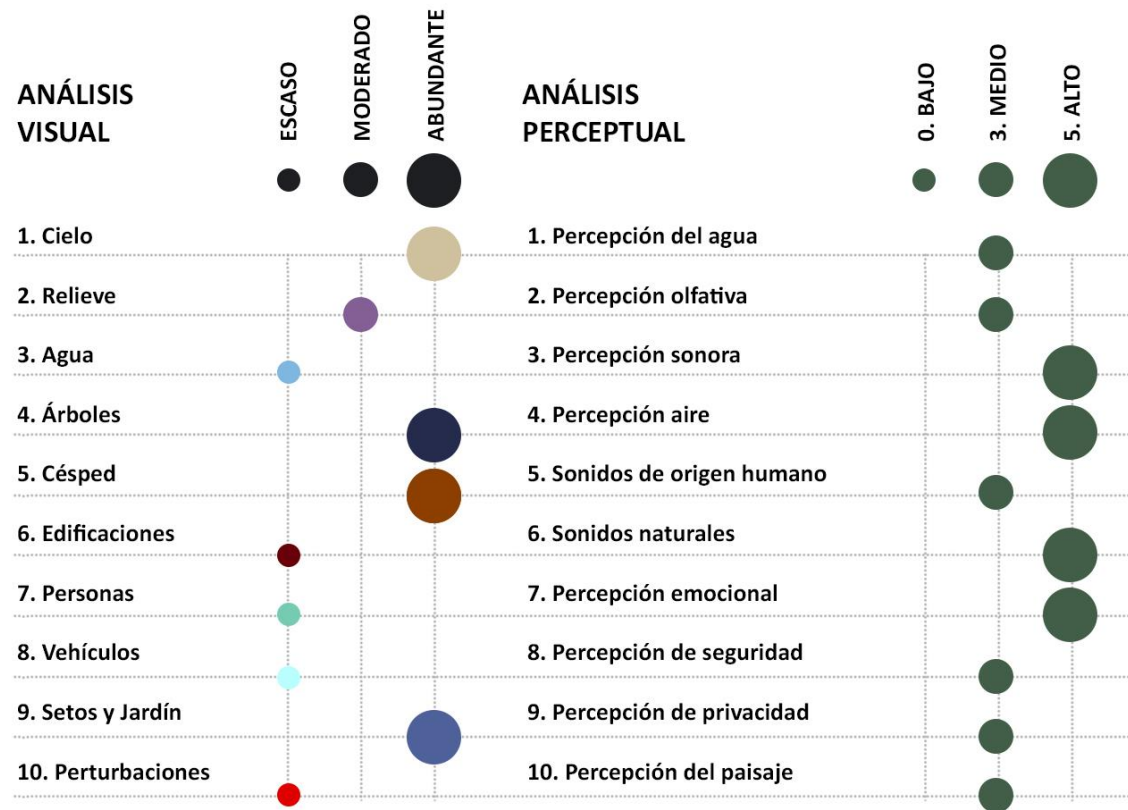 ANÁLISIS
VISUAL
ESCASO
MODERADO
ABUNDANTE
1. Cielo
2. Relieve
3. Agua
4. Árboles
5. Césped
6. Edificaciones
7. Personas
8. Vehículos
9. Setos y Jardín
10. Perturbaciones
ANÁLISIS
PERCEPTUAL
0. BAJO
3. MEDIO
5. ALTO
1. Percepción del agua
2. Percepción olfativa
3. Percepción sonora
4. Percepción aire
5. Sonidos de origen humano
6. Sonidos naturales
7. Percepción emocional
8. Percepción de seguridad
9. Percepción de privacidad
10. Percepción del paisaje